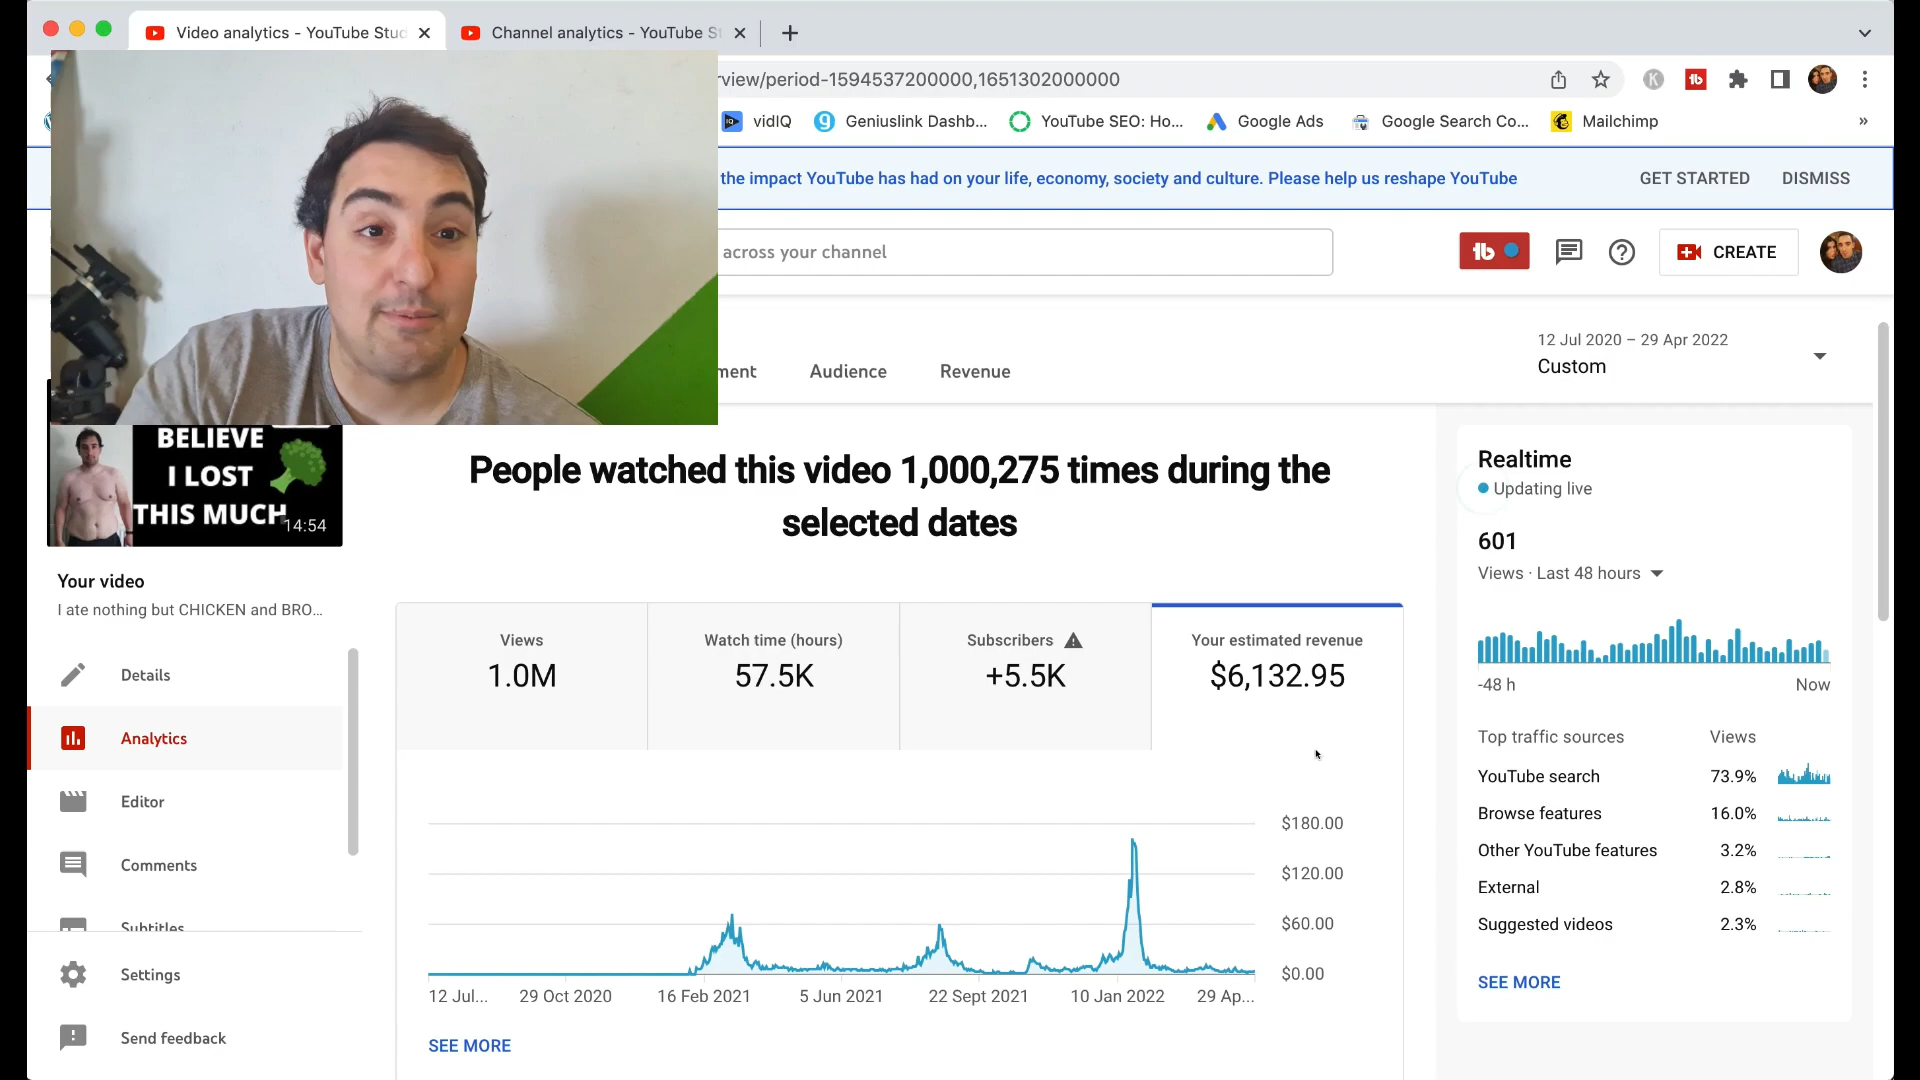 Video analytics - YouTube Stud
Channel analytics - YouTube St
view/period-1594537200000,1651302000000
K
tb
IQ
vidIQ
g
Geniuslink Dashb...
YouTube SEO: Ho...
Google Ads
Google Search Co...
Mailchimp
»
the impact YouTube has had on your life, economy, society and culture. Please help us reshape YouTube
GET STARTED
DISMISS
across your channel
tb
CREATE
ment
Audience
Revenue
12 Jul 2020 – 29 Apr 2022
Custom
BELIEVE
I LOST
THIS MUCH
14:54
Your video
I ate nothing but CHICKEN and BRO...
Details
Analytics
Editor
Comments
Subtitles
Settings
Send feedback
People watched this video 1,000,275 times during the
selected dates
Views
1.0M
Watch time (hours)
57.5K
Subscribers
+5.5K
Your estimated revenue
$6,132.95
$180.00
$120.00
$60.00
$0.00
12 Jul...
29 Oct 2020
16 Feb 2021
5 Jun 2021
22 Sept 2021
10 Jan 2022
29 Ap...
SEE MORE
Realtime
Updating live
601
Views · Last 48 hours
-48 h
Now
Top traffic sources
Views
YouTube search
73.9%
Browse features
16.0%
Other YouTube features
3.2%
External
2.8%
Suggested videos
2.3%
SEE MORE